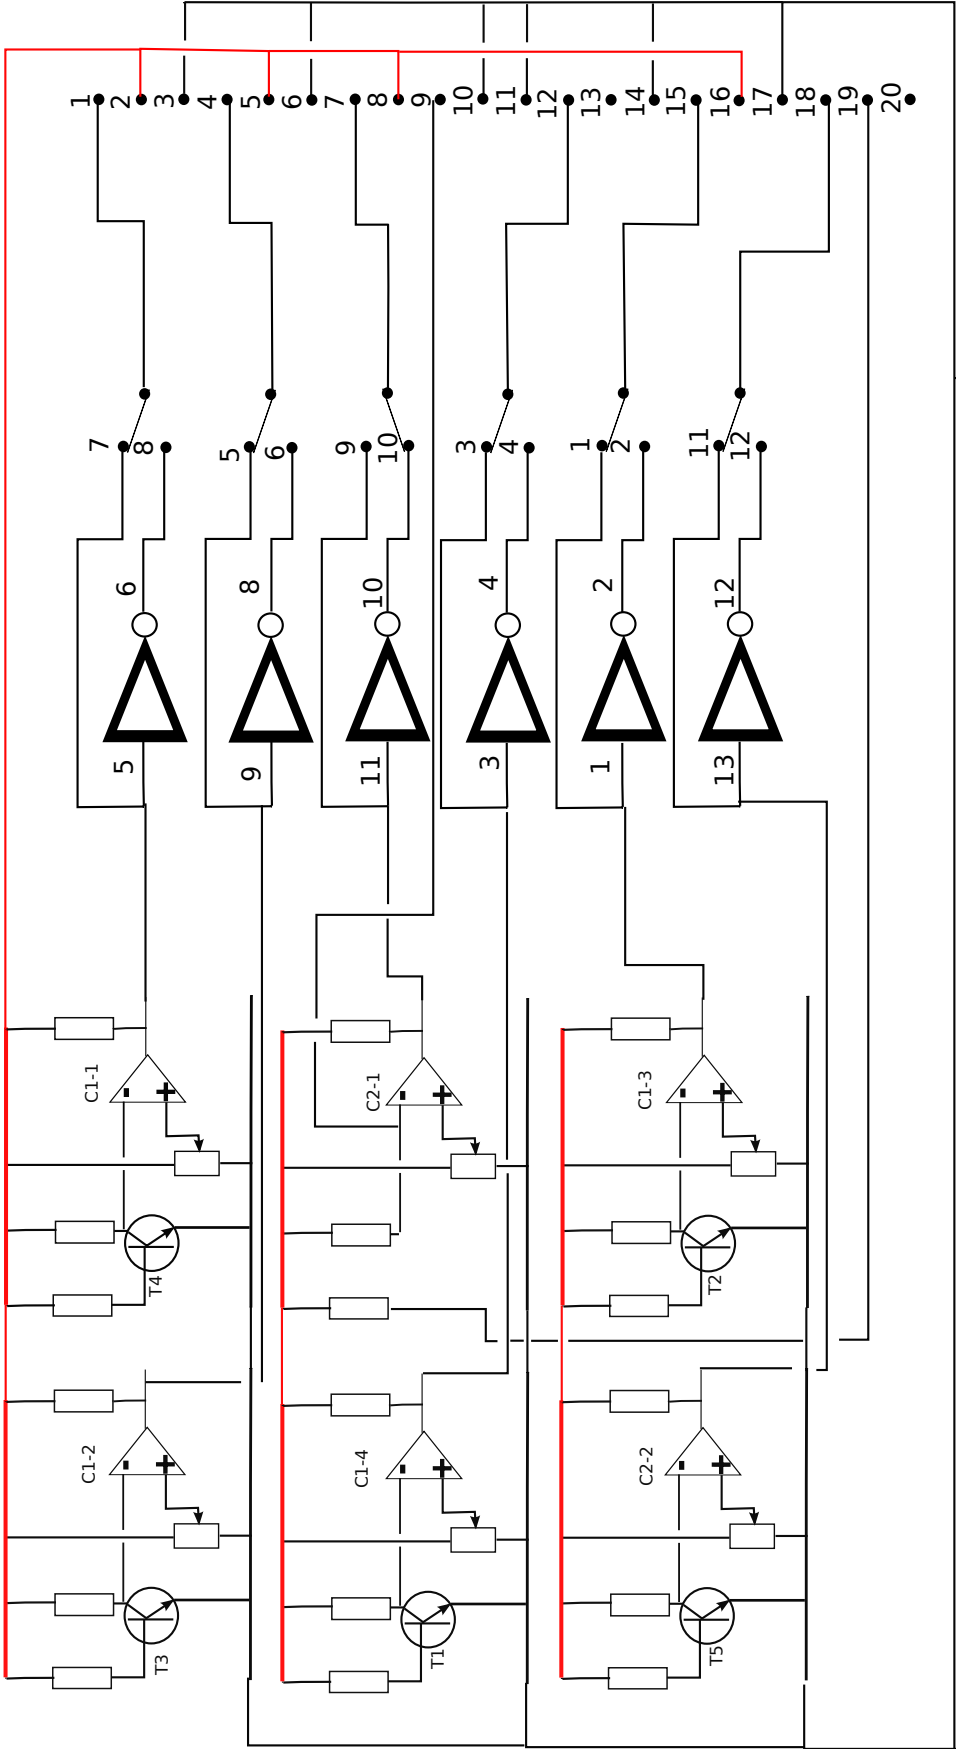 1 2 3 4 5 6 7 8 9 10 11 12 13 14 15 16 17 18 19 20
7 8 5 6 9 10 3 4 1 2 11 12
6 8 10 4 2 12
5 9 11 3 1 13
C1-1 C2-1 C1-3
- + - + - +
T4 T2
C1-2 C1-4 C2-2
- + - + - +
T3 T1 T5